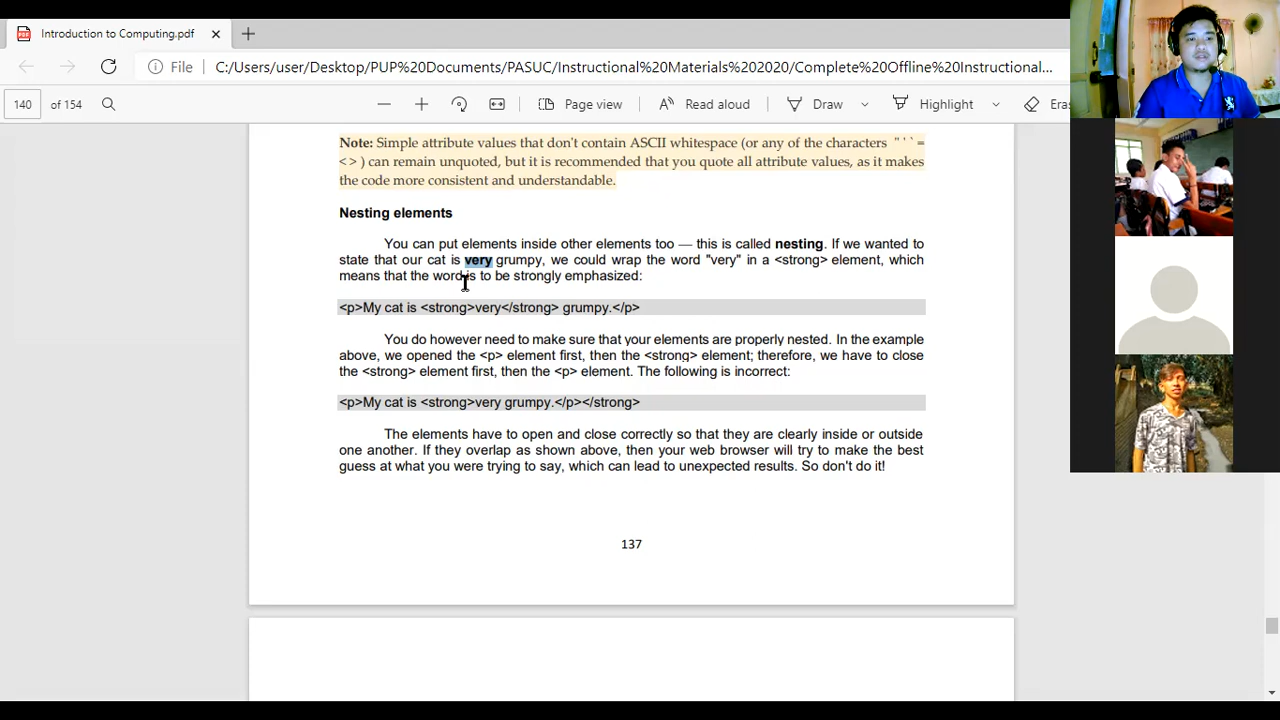 Introduction to Computing.pdf
File C:/Users/user/Desktop/PUP%20Documents/PASUC/Instructional%20Materials%202020/Complete%20Offline%20Instructional...
140 of 154 Page view Read aloud Draw Highlight Eras
Note: Simple attribute values that don't contain ASCII whitespace (or any of the characters " ' ` =
< > ) can remain unquoted, but it is recommended that you quote all attribute values, as it makes
the code more consistent and understandable.
Nesting elements
You can put elements inside other elements too — this is called nesting. If we wanted to
state that our cat is very grumpy, we could wrap the word "very" in a <strong> element, which
means that the word is to be strongly emphasized:
<p>My cat is <strong>very</strong> grumpy.</p>
You do however need to make sure that your elements are properly nested. In the example
above, we opened the <p> element first, then the <strong> element; therefore, we have to close
the <strong> element first, then the <p> element. The following is incorrect:
<p>My cat is <strong>very grumpy.</p></strong>
The elements have to open and close correctly so that they are clearly inside or outside
one another. If they overlap as shown above, then your web browser will try to make the best
guess at what you were trying to say, which can lead to unexpected results. So don't do it!
137